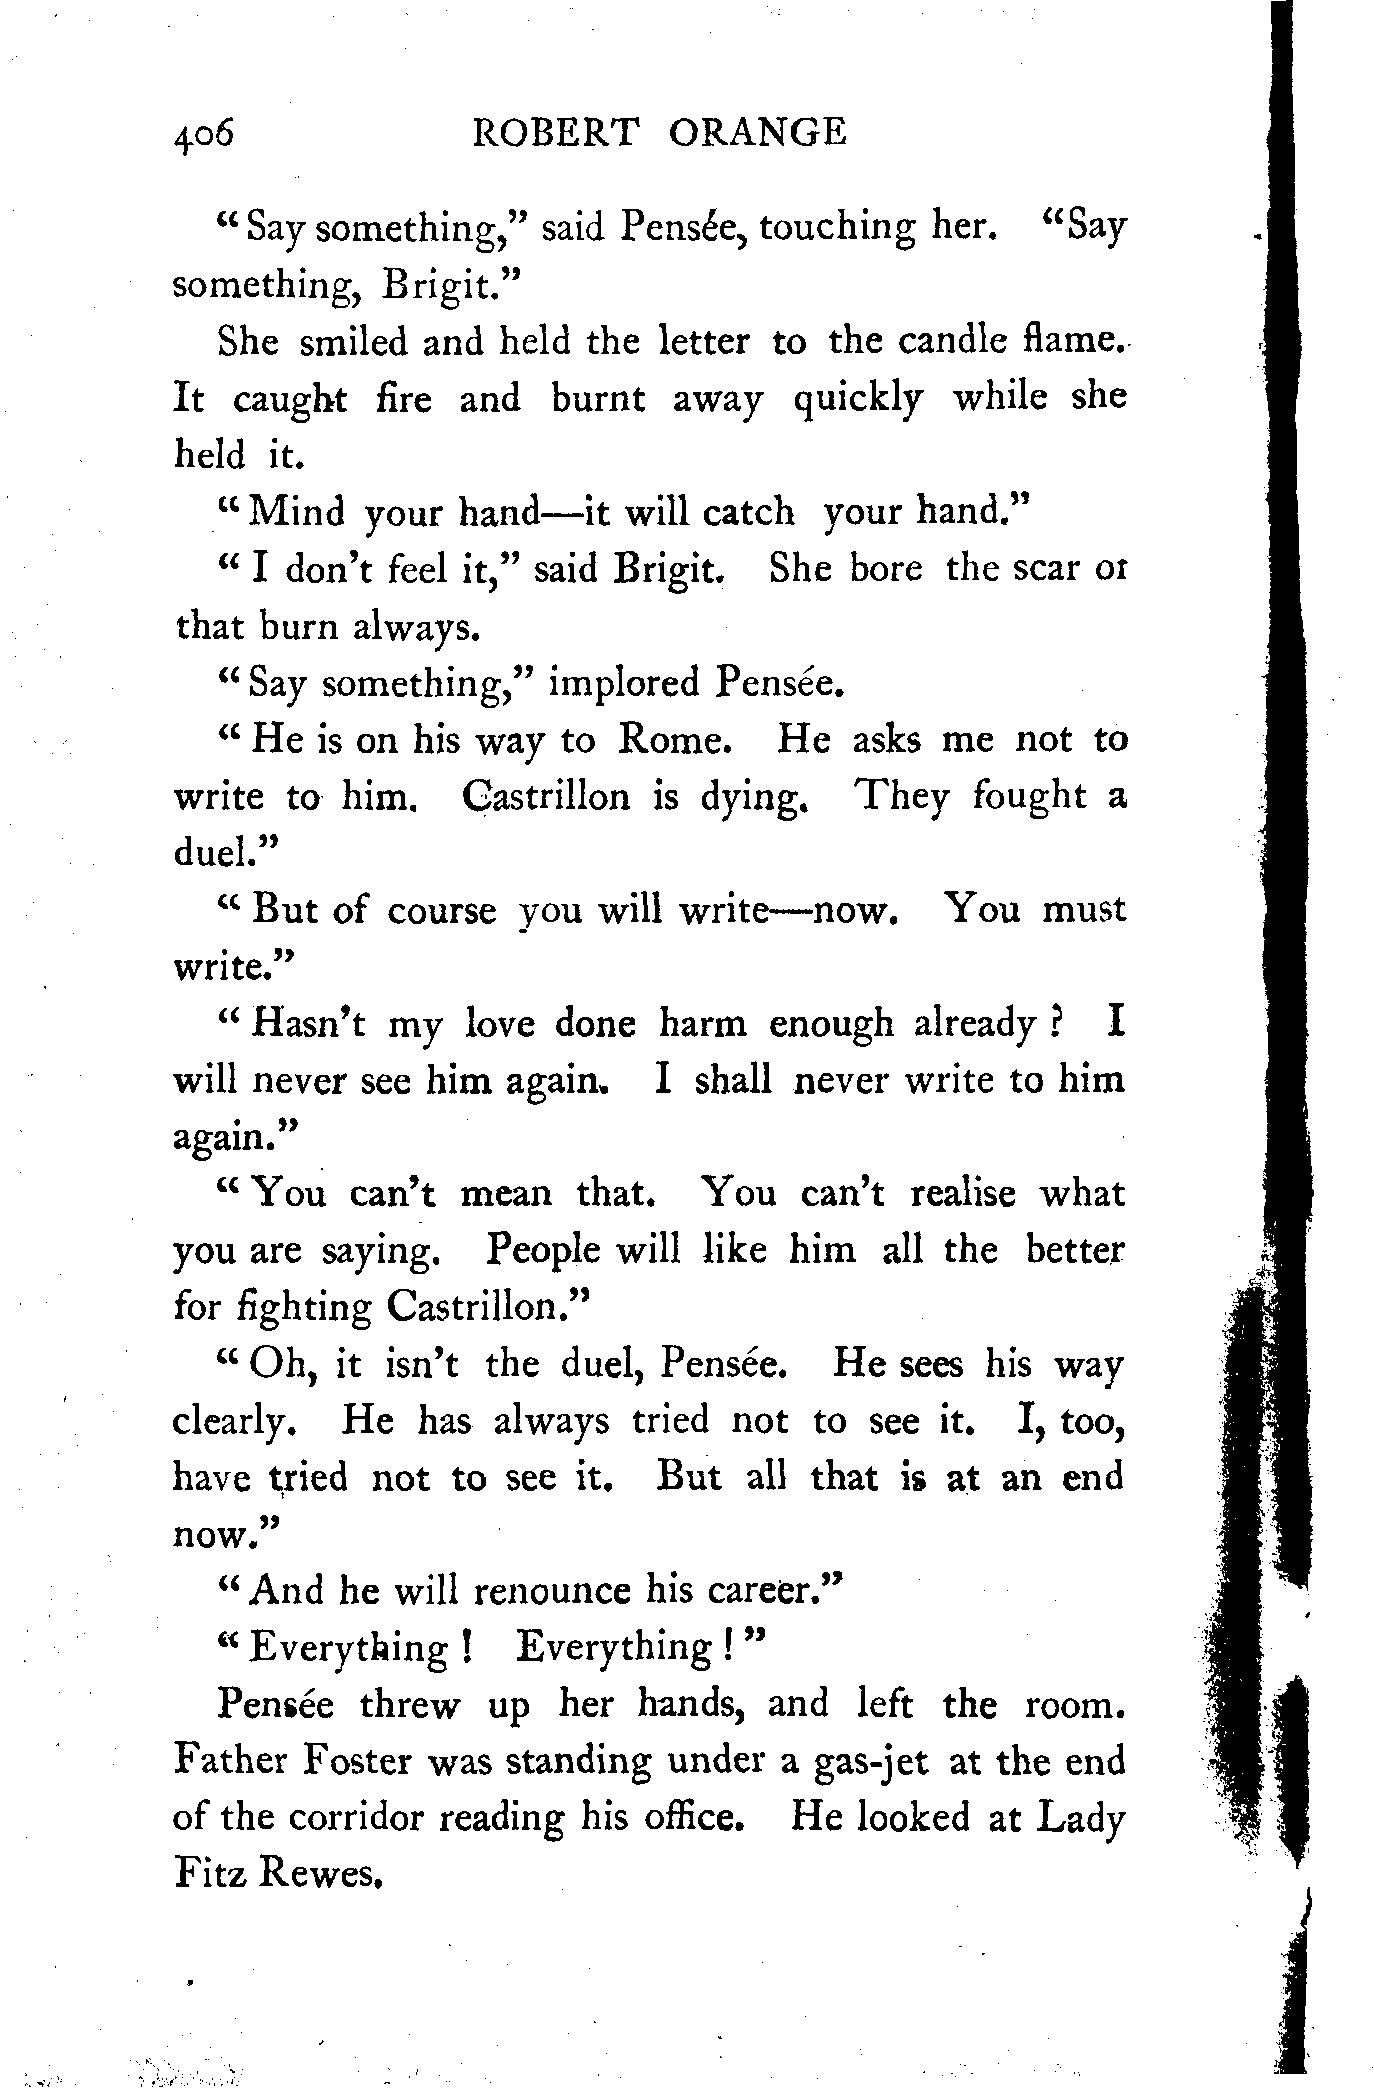 406 ROBERT ORANGE
"Say something," said Pensée, touching her. "Say
something, Brigit."
She smiled and held the letter to the candle flame.
It caught fire and burnt away quickly while she
held it.
"Mind your hand—it will catch your hand."
"I don't feel it," said Brigit. She bore the scar of
that burn always.
"Say something," implored Pensée.
"He is on his way to Rome. He asks me not to
write to him. Castrillon is dying. They fought a
duel."
"But of course you will write—now. You must
write."
"Hasn't my love done harm enough already? I
will never see him again. I shall never write to him
again."
"You can't mean that. You can't realise what
you are saying. People will like him all the better
for fighting Castrillon."
"Oh, it isn't the duel, Pensée. He sees his way
clearly. He has always tried not to see it. I, too,
have tried not to see it. But all that is at an end
now."
"And he will renounce his career."
"Everything! Everything!"
Pensée threw up her hands, and left the room.
Father Foster was standing under a gas-jet at the end
of the corridor reading his office. He looked at Lady
Fitz Rewes.